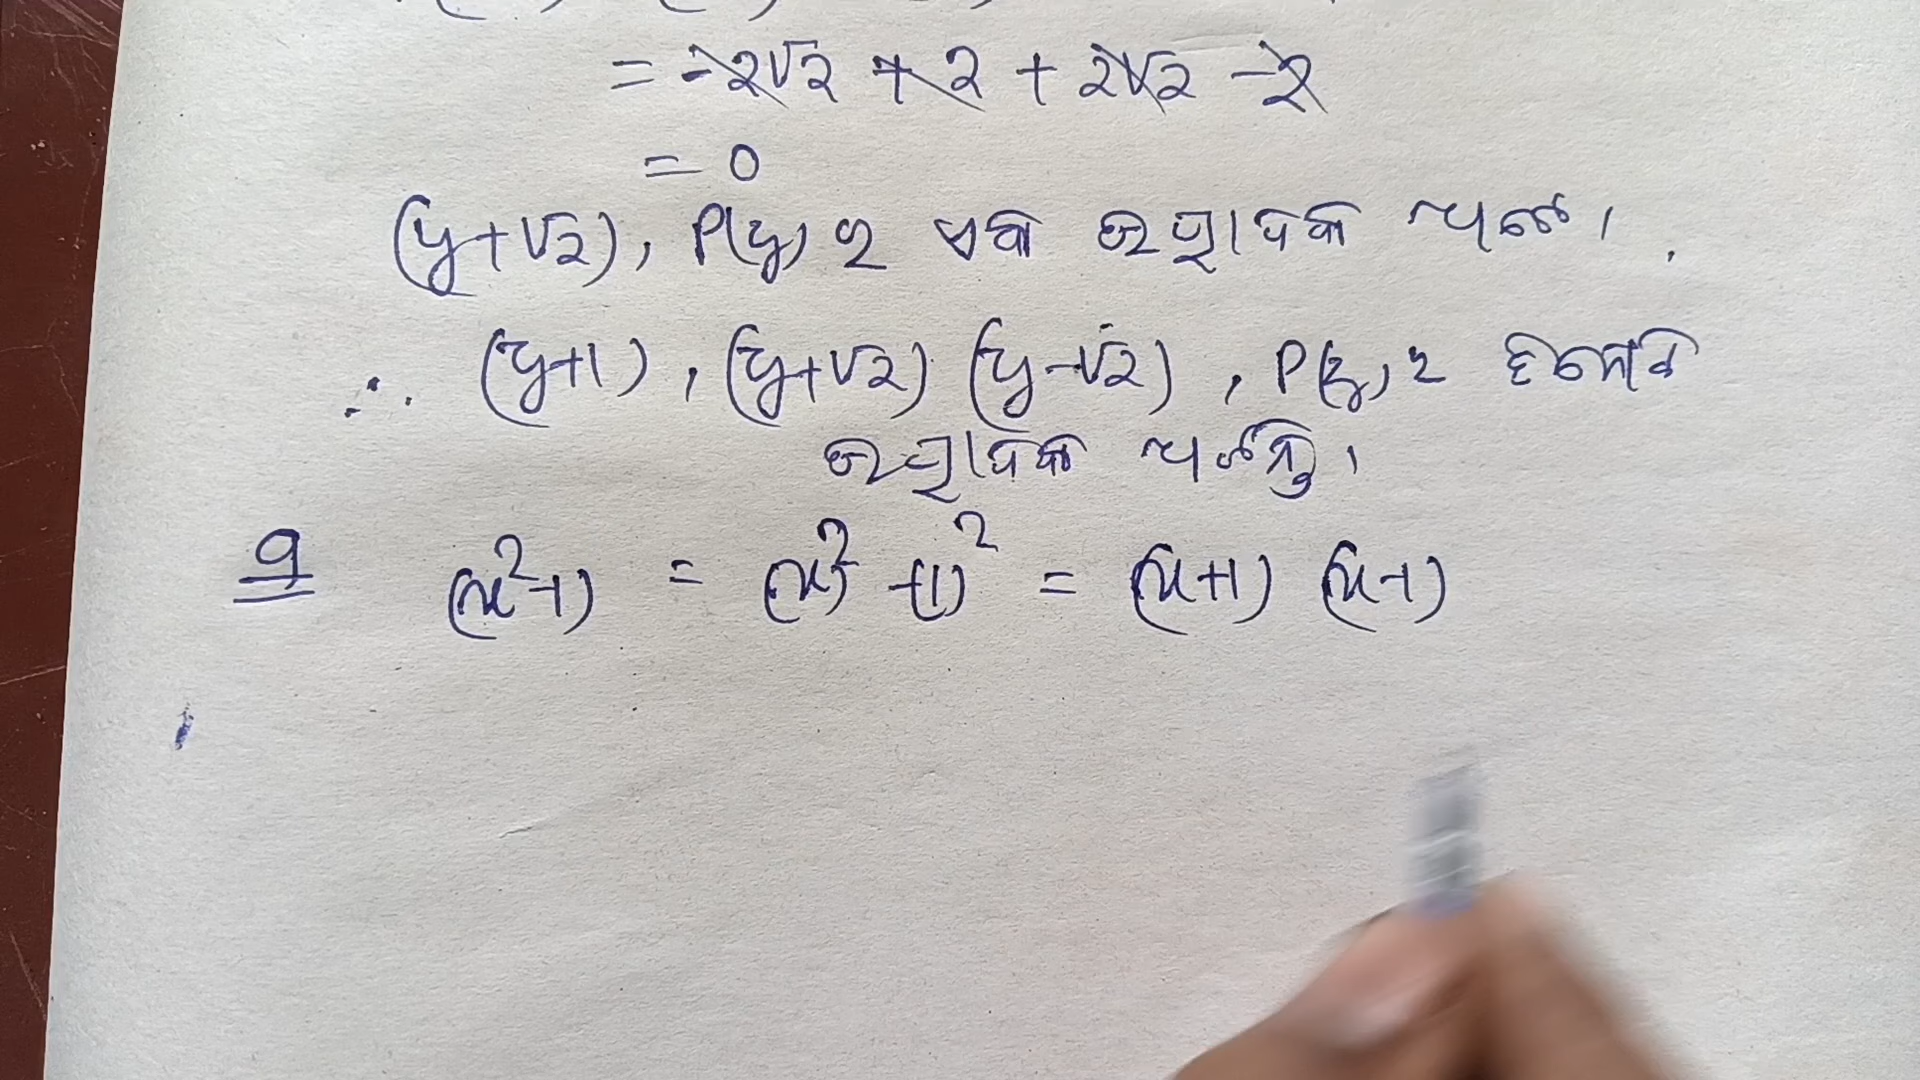 = -2√2 + 2 + 2√2 - 2
= 0
(y+√2), P(y) ର ଏକ ଉତ୍ପାଦକ ଅଟେ ।
∴ (y+1), (y+√2) (y-√2), P(y) ର ପ୍ରତ୍ୟେକ
ଉତ୍ପାଦକ ଅଟନ୍ତି ।
9 (x²-1) = (x)² -(1)² = (x+1) (x-1)